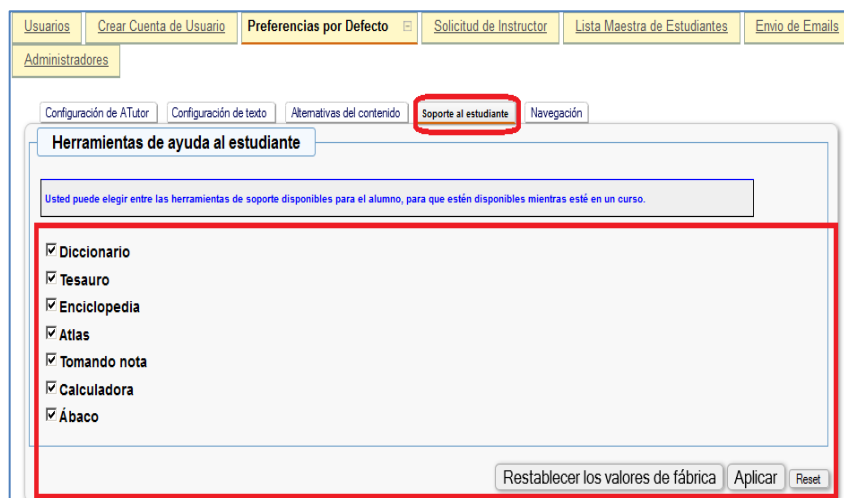 Usuarios Crear Cuenta de Usuario Preferencias por Defecto Solicitud de Instructor Lista Maestra de Estudiantes Envio de Emails
Administradores
Configuración de ATutor Configuración de texto Alternativas del contenido Soporte al estudiante Navegación
Herramientas de ayuda al estudiante
Usted puede elegir entre las herramientas de soporte disponibles para el alumno, para que estén disponibles mientras esté en un curso.
Diccionario
Tesauro
Enciclopedia
Atlas
Tomando nota
Calculadora
Ábaco
Restablecer los valores de fábrica Aplicar Reset